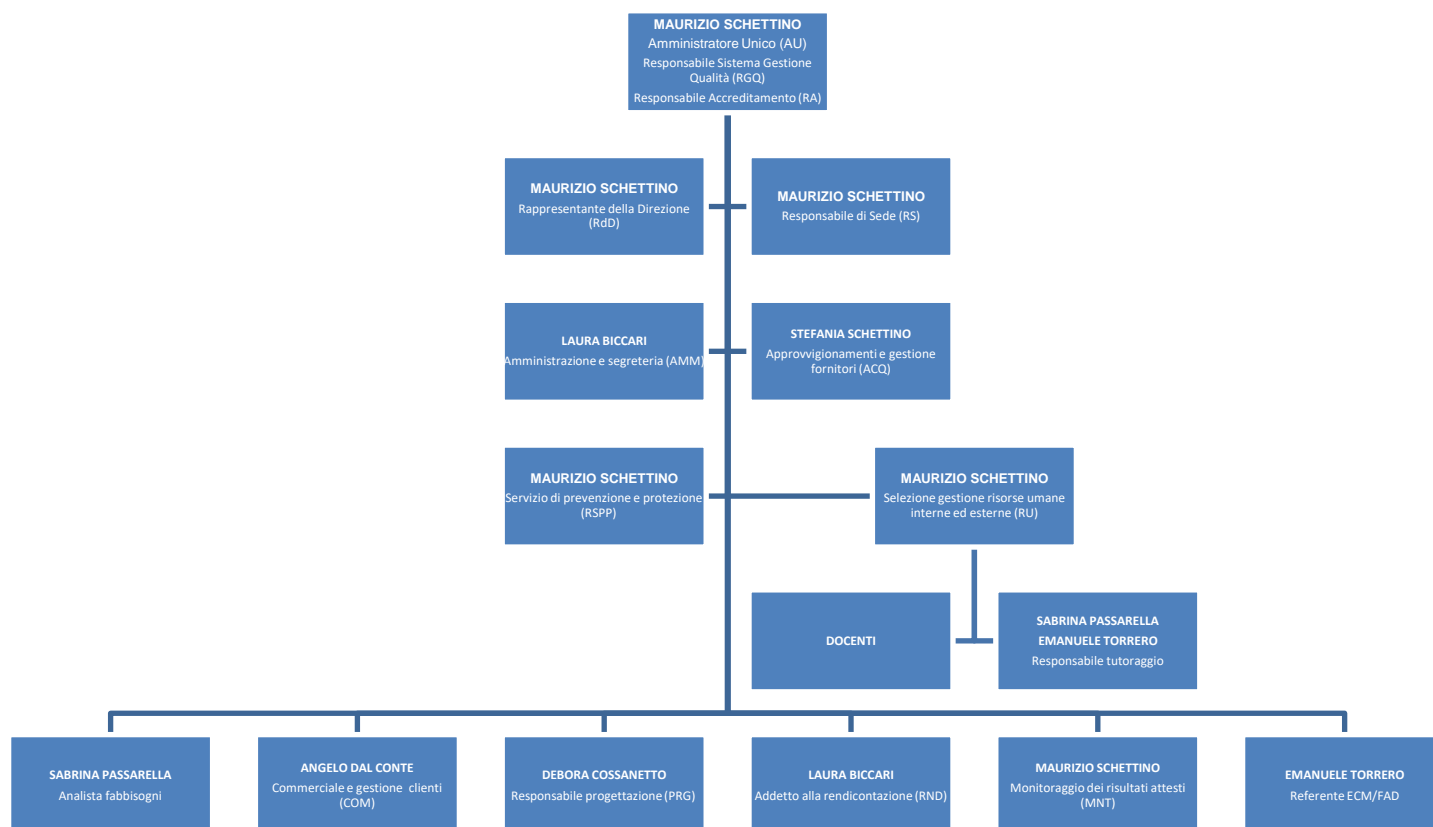 MAURIZIO SCHETTINO
Amministratore Unico (AU)
Responsabile Sistema Gestione
Qualità (RGQ)
Responsabile Accreditamento (RA)
MAURIZIO SCHETTINO
Rappresentante della Direzione
(RdD)
MAURIZIO SCHETTINO
Responsabile di Sede (RS)
LAURA BICCARI
Amministrazione e segreteria (AMM)
STEFANIA SCHETTINO
Approvvigionamenti e gestione
fornitori (ACQ)
MAURIZIO SCHETTINO
Servizio di prevenzione e protezione
(RSPP)
MAURIZIO SCHETTINO
Selezione gestione risorse umane
interne ed esterne (RU)
DOCENTI
SABRINA PASSARELLA
EMANUELE TORRERO
Responsabile tutoraggio
SABRINA PASSARELLA
Analista fabbisogni
ANGELO DAL CONTE
Commerciale e gestione clienti
(COM)
DEBORA COSSANETTO
Responsabile progettazione (PRG)
LAURA BICCARI
Addetto alla rendicontazione (RND)
MAURIZIO SCHETTINO
Monitoraggio dei risultati attesti
(MNT)
EMANUELE TORRERO
Referente ECM/FAD